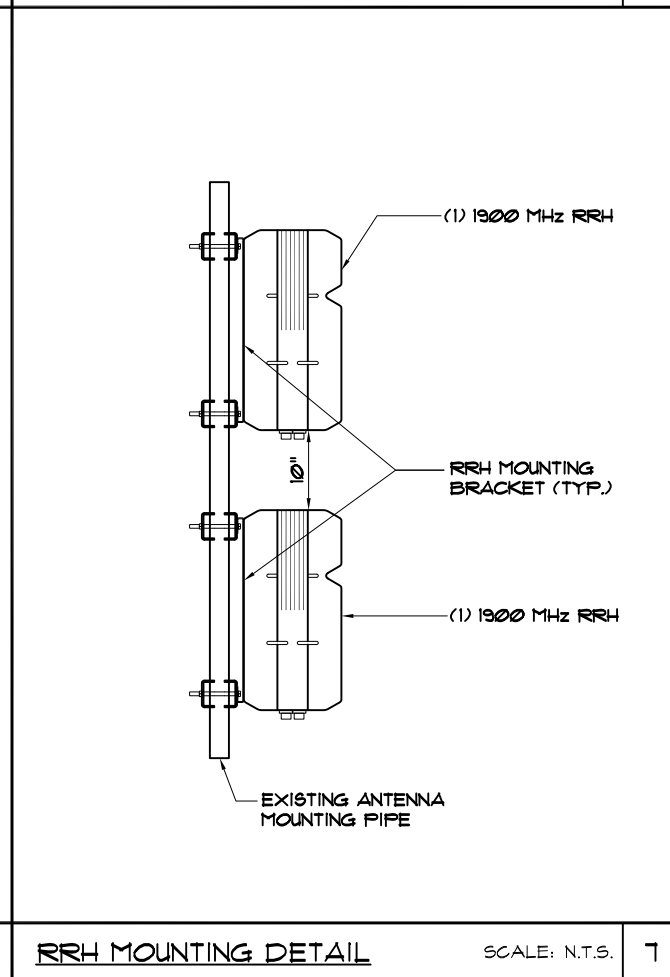 (1) 1900 MHz RRH
10"
RRH MOUNTING
BRACKET (TYP.)
(1) 1900 MHz RRH
EXISTING ANTENNA
MOUNTING PIPE
RRH MOUNTING DETAIL
SCALE: N.T.S.
7